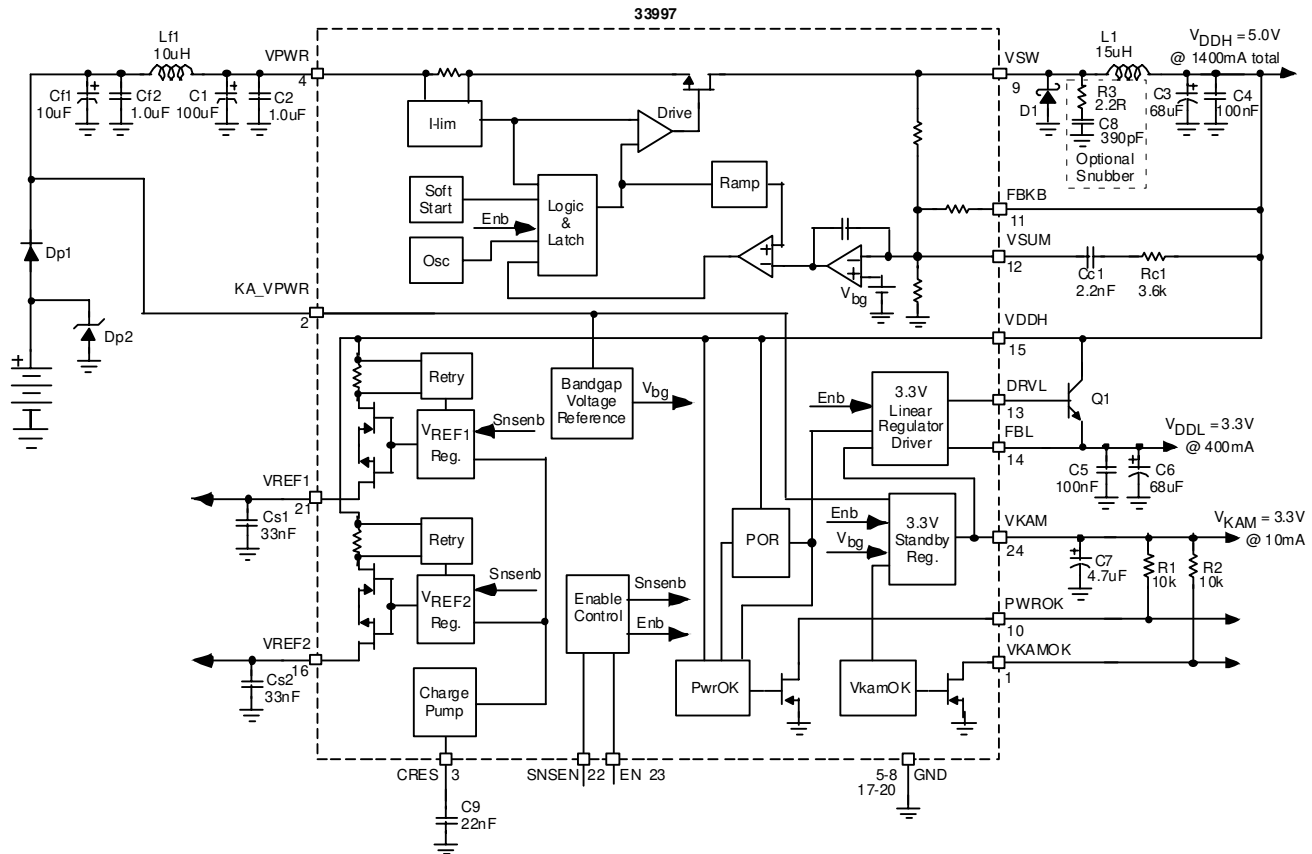 33997
Lf1
10uH
VPWR
4
Cf1
10uF
+
Cf2
1.0uF
C1
100uF
+
C2
1.0uF
I-lim
Drive
Soft
Start
Enb
Osc
Logic
&
Latch
Ramp
+
−
−
+
Vbg
VSW
9
D1
L1
15uH
VDDH = 5.0V
@ 1400mA total
R3
2.2R
C8
390pF
Optional
Snubber
C3
68uF
+
C4
100nF
FBKB
11
VSUM
12
Cc1
2.2nF
Rc1
3.6k
Dp1
Dp2
+
KA_VPWR
2
VDDH
15
Retry
VREF1
Reg.
Snsenb
Bandgap
Voltage
Reference
Vbg
Enb
3.3V
Linear
Regulator
Driver
DRVL
13
Q1
FBL
14
VDDL = 3.3V
@ 400mA
C5
100nF
+
C6
68uF
VREF1
21
Cs1
33nF
Retry
VREF2
Reg.
Snsenb
POR
Enb
Vbg
3.3V
Standby
Reg.
VKAM
24
VKAM = 3.3V
@ 10mA
+
C7
4.7uF
R1
10k
R2
10k
Enable
Control
Snsenb
Enb
PWROK
10
VKAMOK
1
VREF2
16
Cs2
33nF
Charge
Pump
PwrOK
VkamOK
CRES 3
SNSEN 22
EN 23
5-8
17-20
GND
C9
22nF